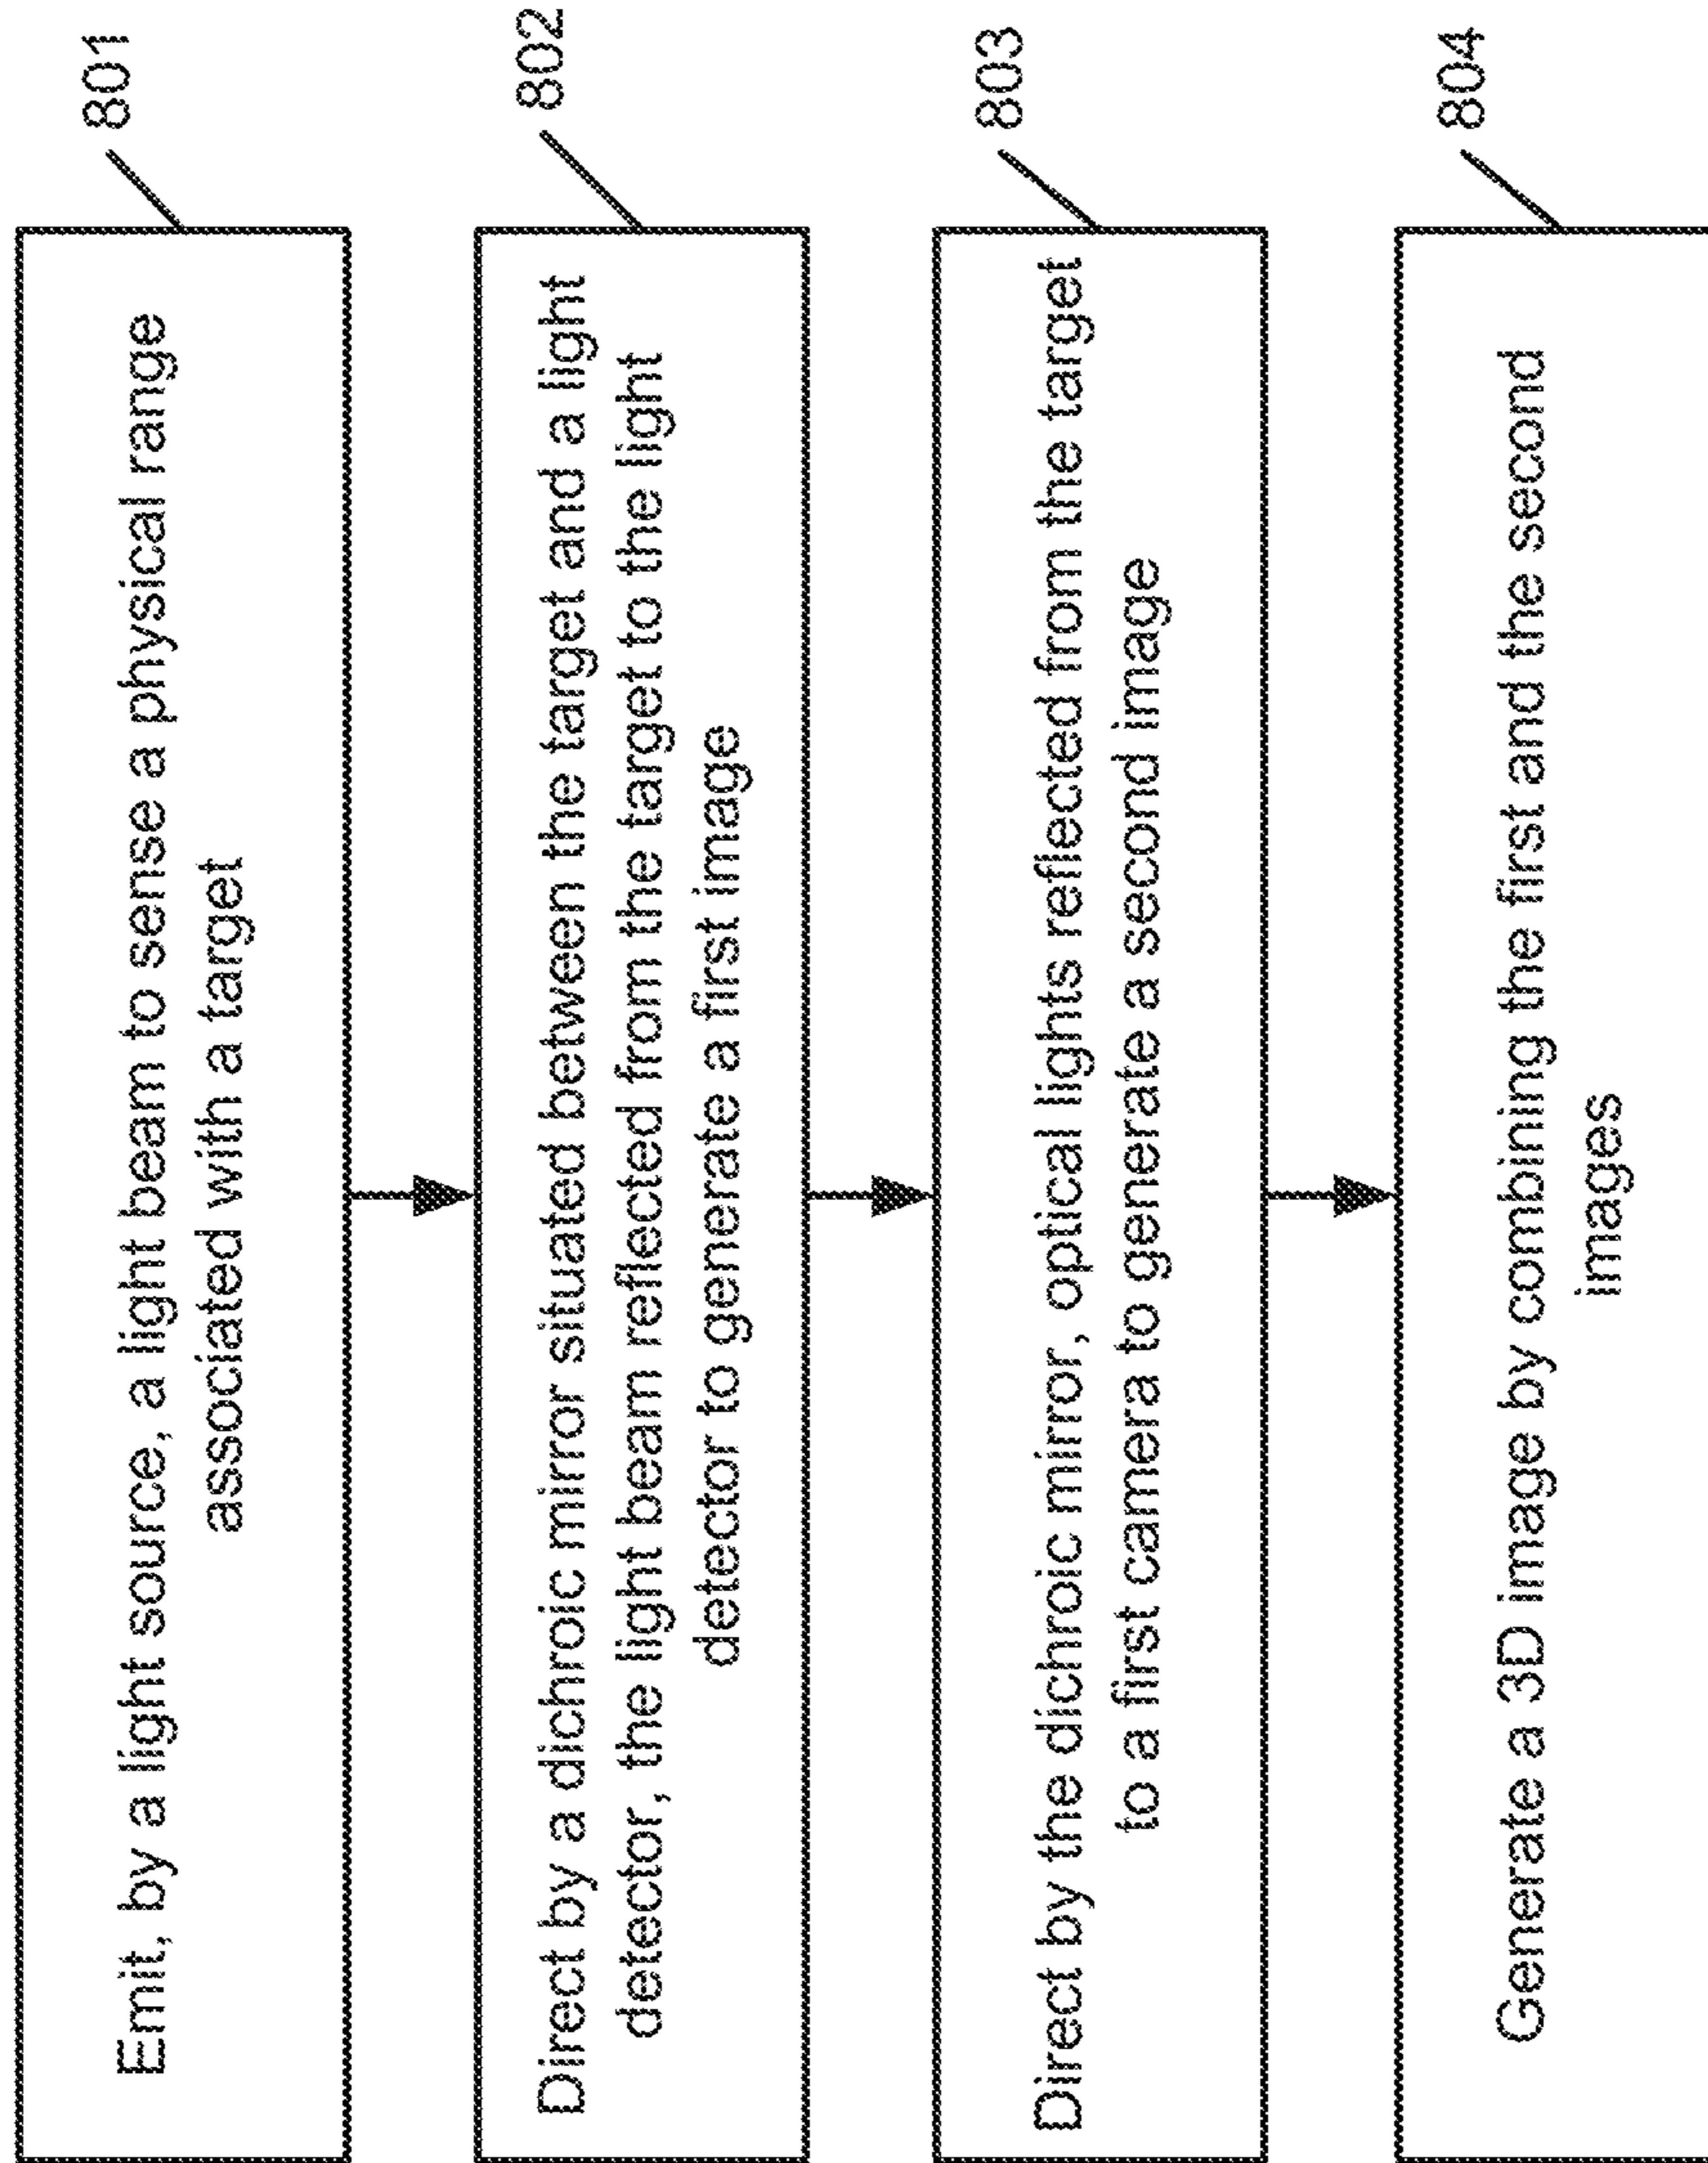 Emit, by a light source, a light beam to sense a physical range
associated with a target
801
Direct by a dichroic mirror situated between the target and a light
detector, the light beam reflected from the target to the light
detector to generate a first image
802
Direct by the dichroic mirror, optical lights reflected from the target
to a first camera to generate a second image
803
Generate a 3D image by combining the first and the second
images
804